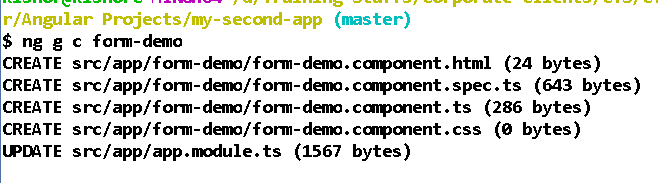 r/Angular Projects/my-second-app (master)
$ ng g c form-demo
CREATE src/app/form-demo/form-demo.component.html (24 bytes)
CREATE src/app/form-demo/form-demo.component.spec.ts (643 bytes)
CREATE src/app/form-demo/form-demo.component.ts (286 bytes)
CREATE src/app/form-demo/form-demo.component.css (0 bytes)
UPDATE src/app/app.module.ts (1567 bytes)